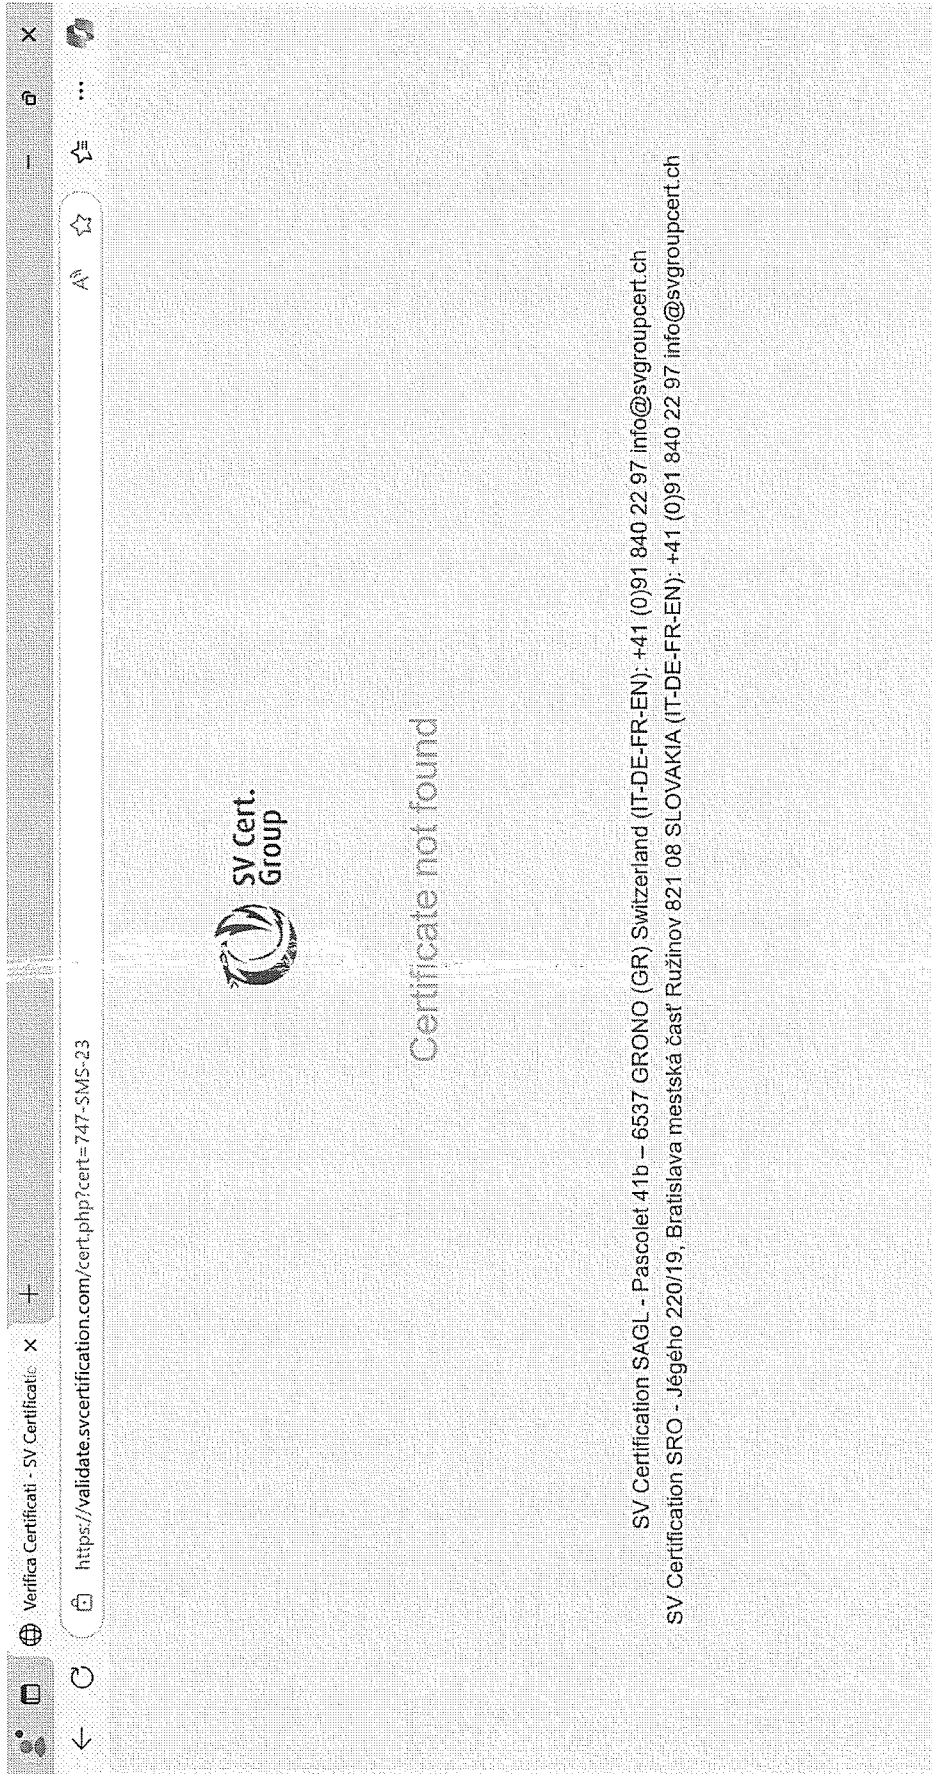 Verifica Certificati - SV Certificatic
https://validate.svcertification.com/cert.php?cert=747-SMS-23
SV Cert.
Group
Certificate not found
SV Certification SAGL - Pascolet 41b – 6537 GRONO (GR) Switzerland (IT-DE-FR-EN): +41 (0)91 840 22 97 info@svgroupcert.ch
SV Certification SRO - Jégého 220/19, Bratislava mestská časť Ružinov 821 08 SLOVAKIA (IT-DE-FR-EN): +41 (0)91 840 22 97 info@svgroupcert.ch